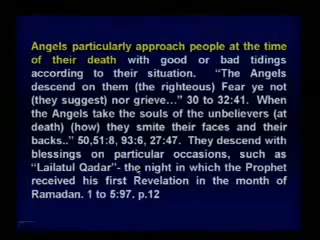 Angels particularly approach people at the time
of their death with good or bad tidings
according to their situation. “The Angels
descend on them (the righteous) Fear ye not
(they suggest) nor grieve…” 30 to 32:41. When
the Angels take the souls of the unbelievers (at
death) (how) they smite their faces and their
backs..” 50,51:8, 93:6, 27:47. They descend with
blessings on particular occasions, such as
“Lailatul Qadar”- the night in which the Prophet
received his first Revelation in the month of
Ramadan. 1 to 5:97. p.12